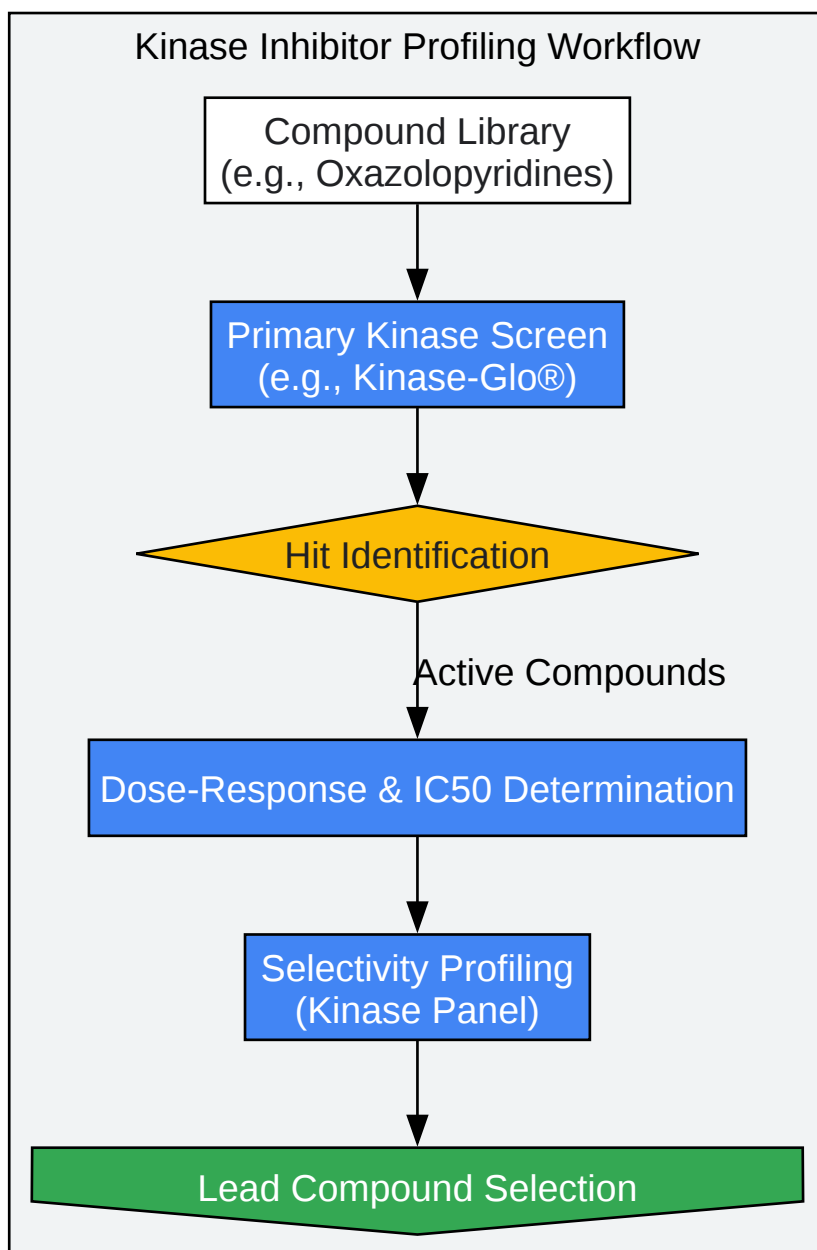 Kinase Inhibitor Profiling Workflow
Compound Library
(e.g., Oxazolopyridines)
Primary Kinase Screen
(e.g., Kinase-Glo®)
Hit Identification
Active Compounds
Dose-Response & IC50 Determination
Selectivity Profiling
(Kinase Panel)
Lead Compound Selection